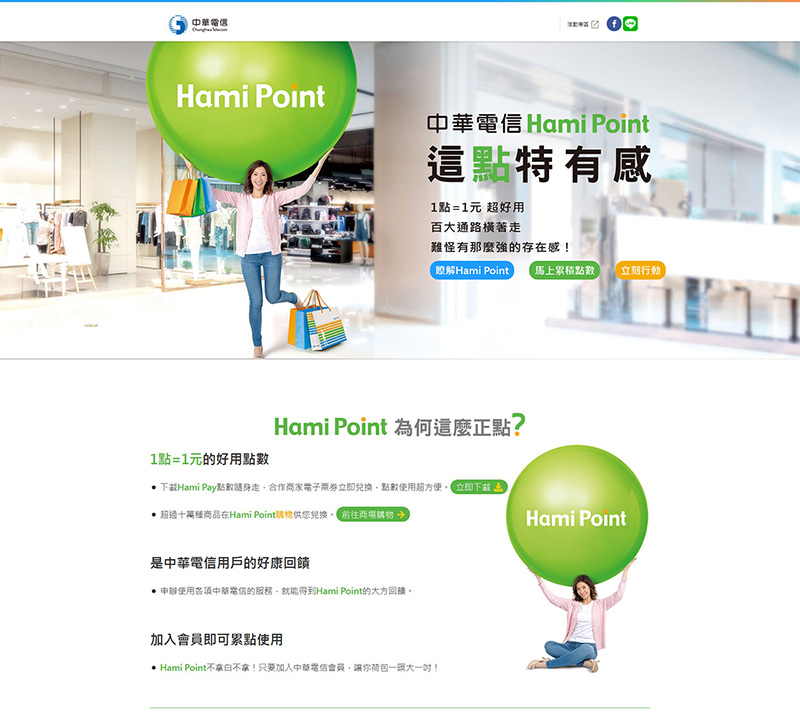 中華電信
Chunghwa Telecom
活動專區
Hami Point
中華電信Hami Point
這點特有感
1點=1元 超好用
百大通路橫著走
難怪有那麼強的存在感！
瞭解Hami Point
馬上累積點數
立刻行動
Hami Point 為何這麼正點?
1點=1元的好用點數
下載Hami Pay點數隨身走，合作商家電子票券立即兌換，點數使用超方便。 立即下載
超過十萬種商品在Hami Point購物供您兌換。 前往商場購物
Hami Point
是中華電信用戶的好康回饋
申辦使用各項中華電信的服務，就能得到Hami Point的大方回饋。
加入會員即可累點使用
Hami Point不拿白不拿！只要加入中華電信會員，讓你荷包一頭大一吋！